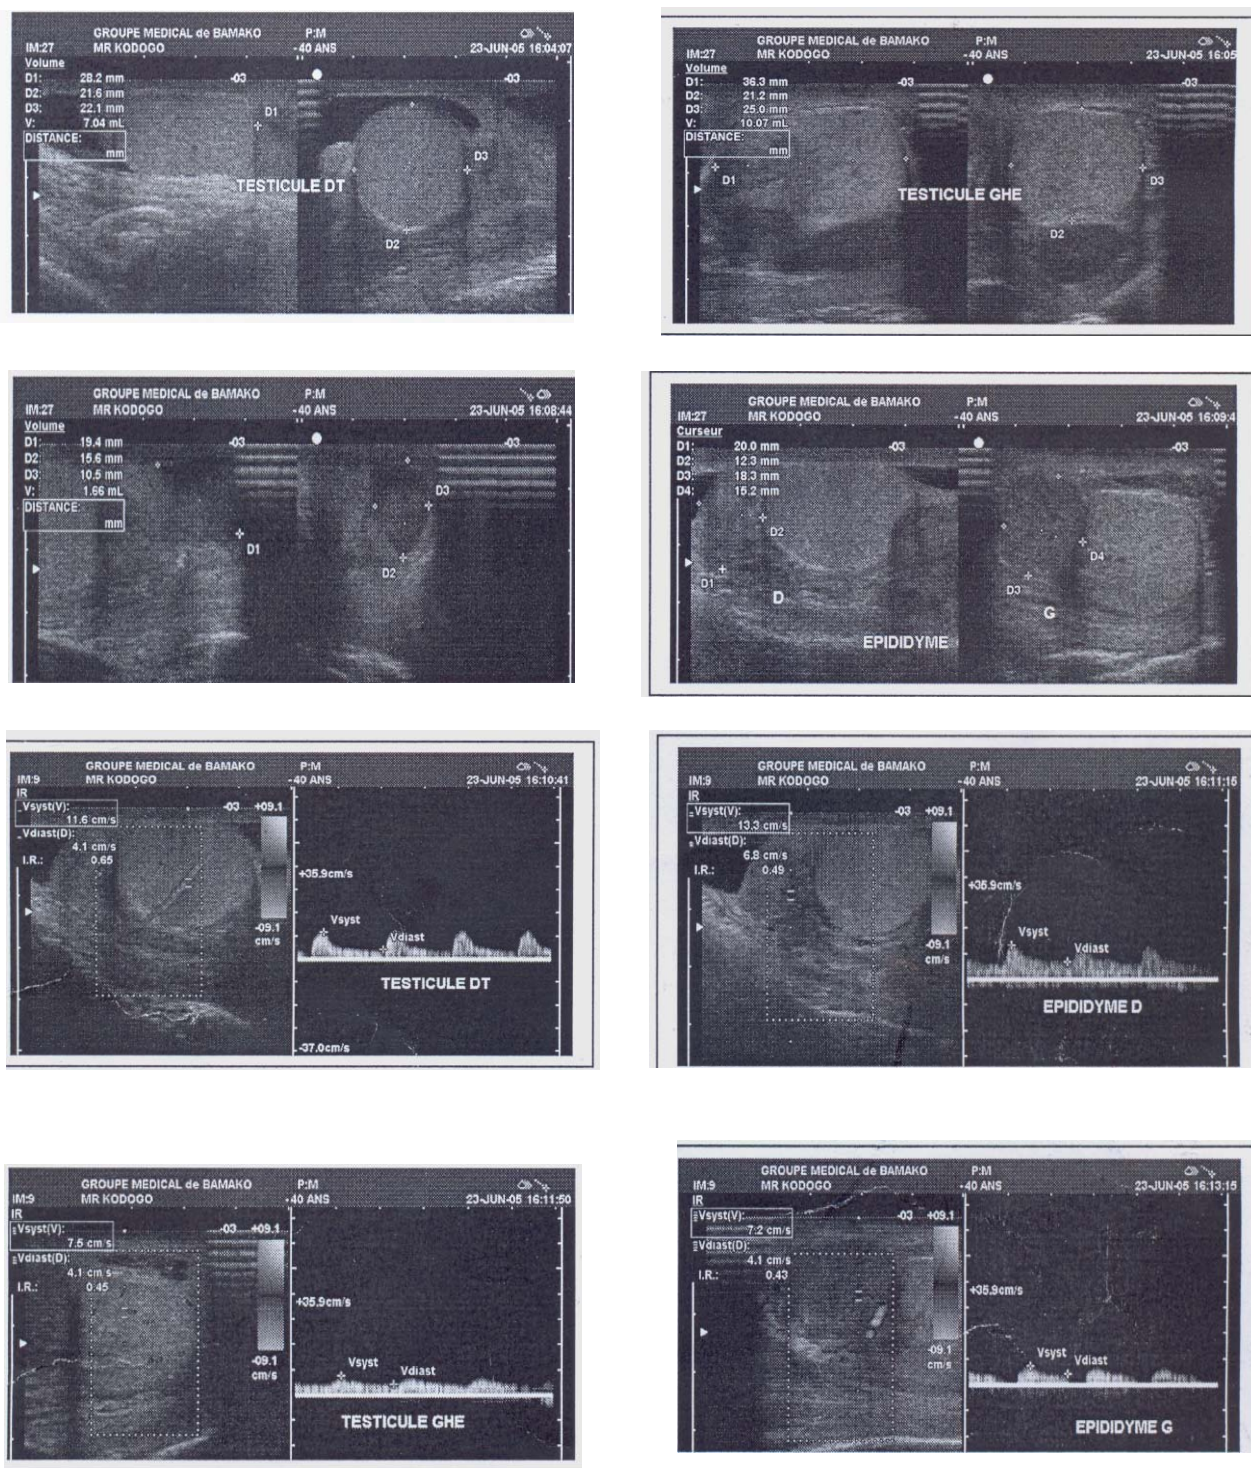 GROUPE MEDICAL de BAMAKO P:M
IM:27 MR KODOGO -40 ANS 23-JUN-05 16:04:07
Volume
D1: 28.2 mm
D2: 21.6 mm
D3: 22.1 mm
V: 7.04 mL
DISTANCE:
mm
-03
-03
D1
D3
TESTICULE DT
D2
GROUPE MEDICAL de BAMAKO P:M
IM:27 MR KODOGO -40 ANS 23-JUN-05 16:05
Volume
D1: 36.3 mm
D2: 21.2 mm
D3: 25.0 mm
V: 10.07 mL
DISTANCE:
mm
-03
-03
D1
D3
TESTICULE GHE
D2
GROUPE MEDICAL de BAMAKO P:M
IM:27 MR KODOGO -40 ANS 23-JUN-05 16:08:44
Volume
D1: 19.4 mm
D2: 15.6 mm
D3: 10.5 mm
V: 1.66 mL
DISTANCE:
mm
-03
-03
D3
D1
D2
GROUPE MEDICAL de BAMAKO P:M
IM:27 MR KODOGO -40 ANS 23-JUN-05 16:09:4
Curseur
D1: 20.0 mm
D2: 12.3 mm
D3: 18.3 mm
D4: 15.2 mm
-03
-03
D2
D4
D1
D3
D
G
EPIDIDYME
GROUPE MEDICAL de BAMAKO P:M
IM:9 MR KODOGO -40 ANS 23-JUN-05 16:10:41
IR
Vsyst(V):
11.6 cm/s
Vdiast(D):
4.1 cm/s
I.R.: 0.65
-03 +09.1
-09.1
cm/s
+35.9cm/s
Vsyst
Vdiast
TESTICULE DT
-37.0cm/s
GROUPE MEDICAL de BAMAKO P:M
IM:9 MR KODOGO -40 ANS 23-JUN-05 16:11:15
IR
Vsyst(V):
13.3 cm/s
Vdiast(D):
6.8 cm/s
I.R.: 0.49
-03 +09.1
-09.1
cm/s
+35.9cm/s
Vsyst
Vdiast
EPIDIDYME D
GROUPE MEDICAL de BAMAKO P:M
IM:9 MR KODOGO -40 ANS 23-JUN-05 16:11:50
IR
Vsyst(V):
7.5 cm/s
Vdiast(D):
4.1 cm/s
I.R.: 0.45
-03 +09.1
-09.1
cm/s
+35.9cm/s
Vsyst
Vdiast
TESTICULE GHE
GROUPE MEDICAL de BAMAKO P:M
IM:9 MR KODOGO -40 ANS 23-JUN-05 16:13:15
IR
Vsyst(V):
7.2 cm/s
Vdiast(D):
4.1 cm/s
I.R.: 0.43
-03 +09.1
-09.1
cm/s
+35.9cm/s
Vsyst
Vdiast
EPIDIDYME G